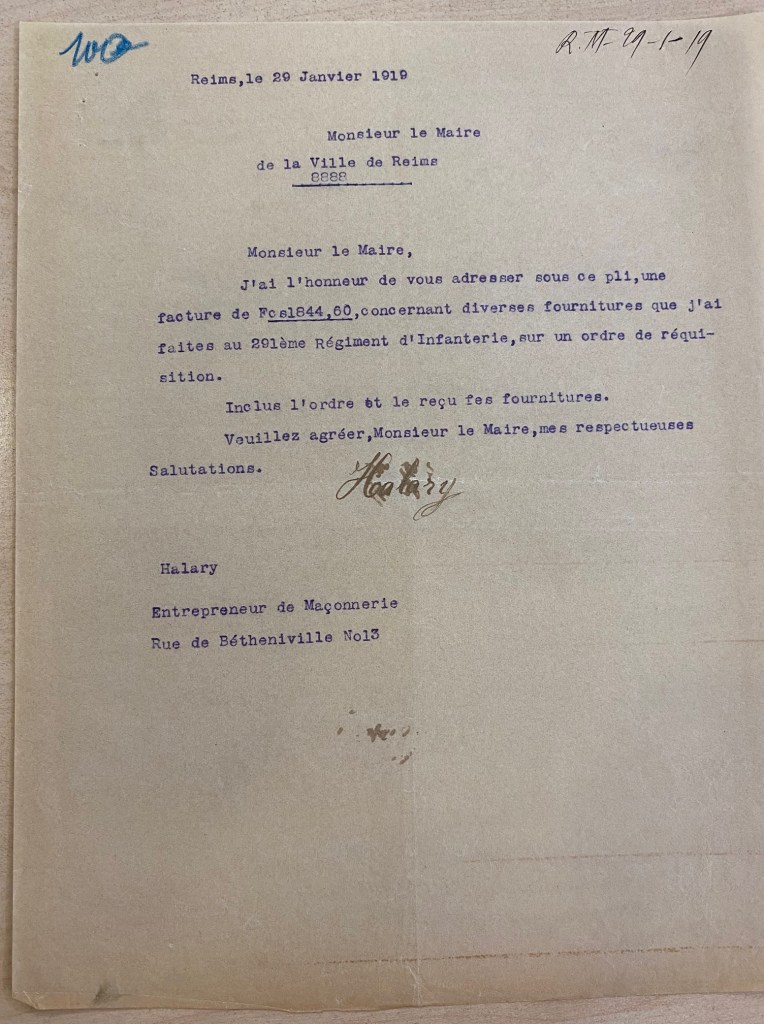 R.M-29-1-19
Reims,le 29 Janvier 1919
Monsieur le Maire
de la Ville de Reims
8888
Monsieur le Maire,
J'ai l'honneur de vous adresser sous ce pli,une
facture de Fcs1844,60,concernant diverses fournitures que j'ai
faites au 291ème Régiment d'Infanterie,sur un ordre de réqui-
sition.
Inclus l'ordre et le reçu fes fournitures.
Veuillez agréer,Monsieur le Maire,mes respectueuses
Salutations.
Halary
Halary
Entrepreneur de Maçonnerie
Rue de Bétheniville No13